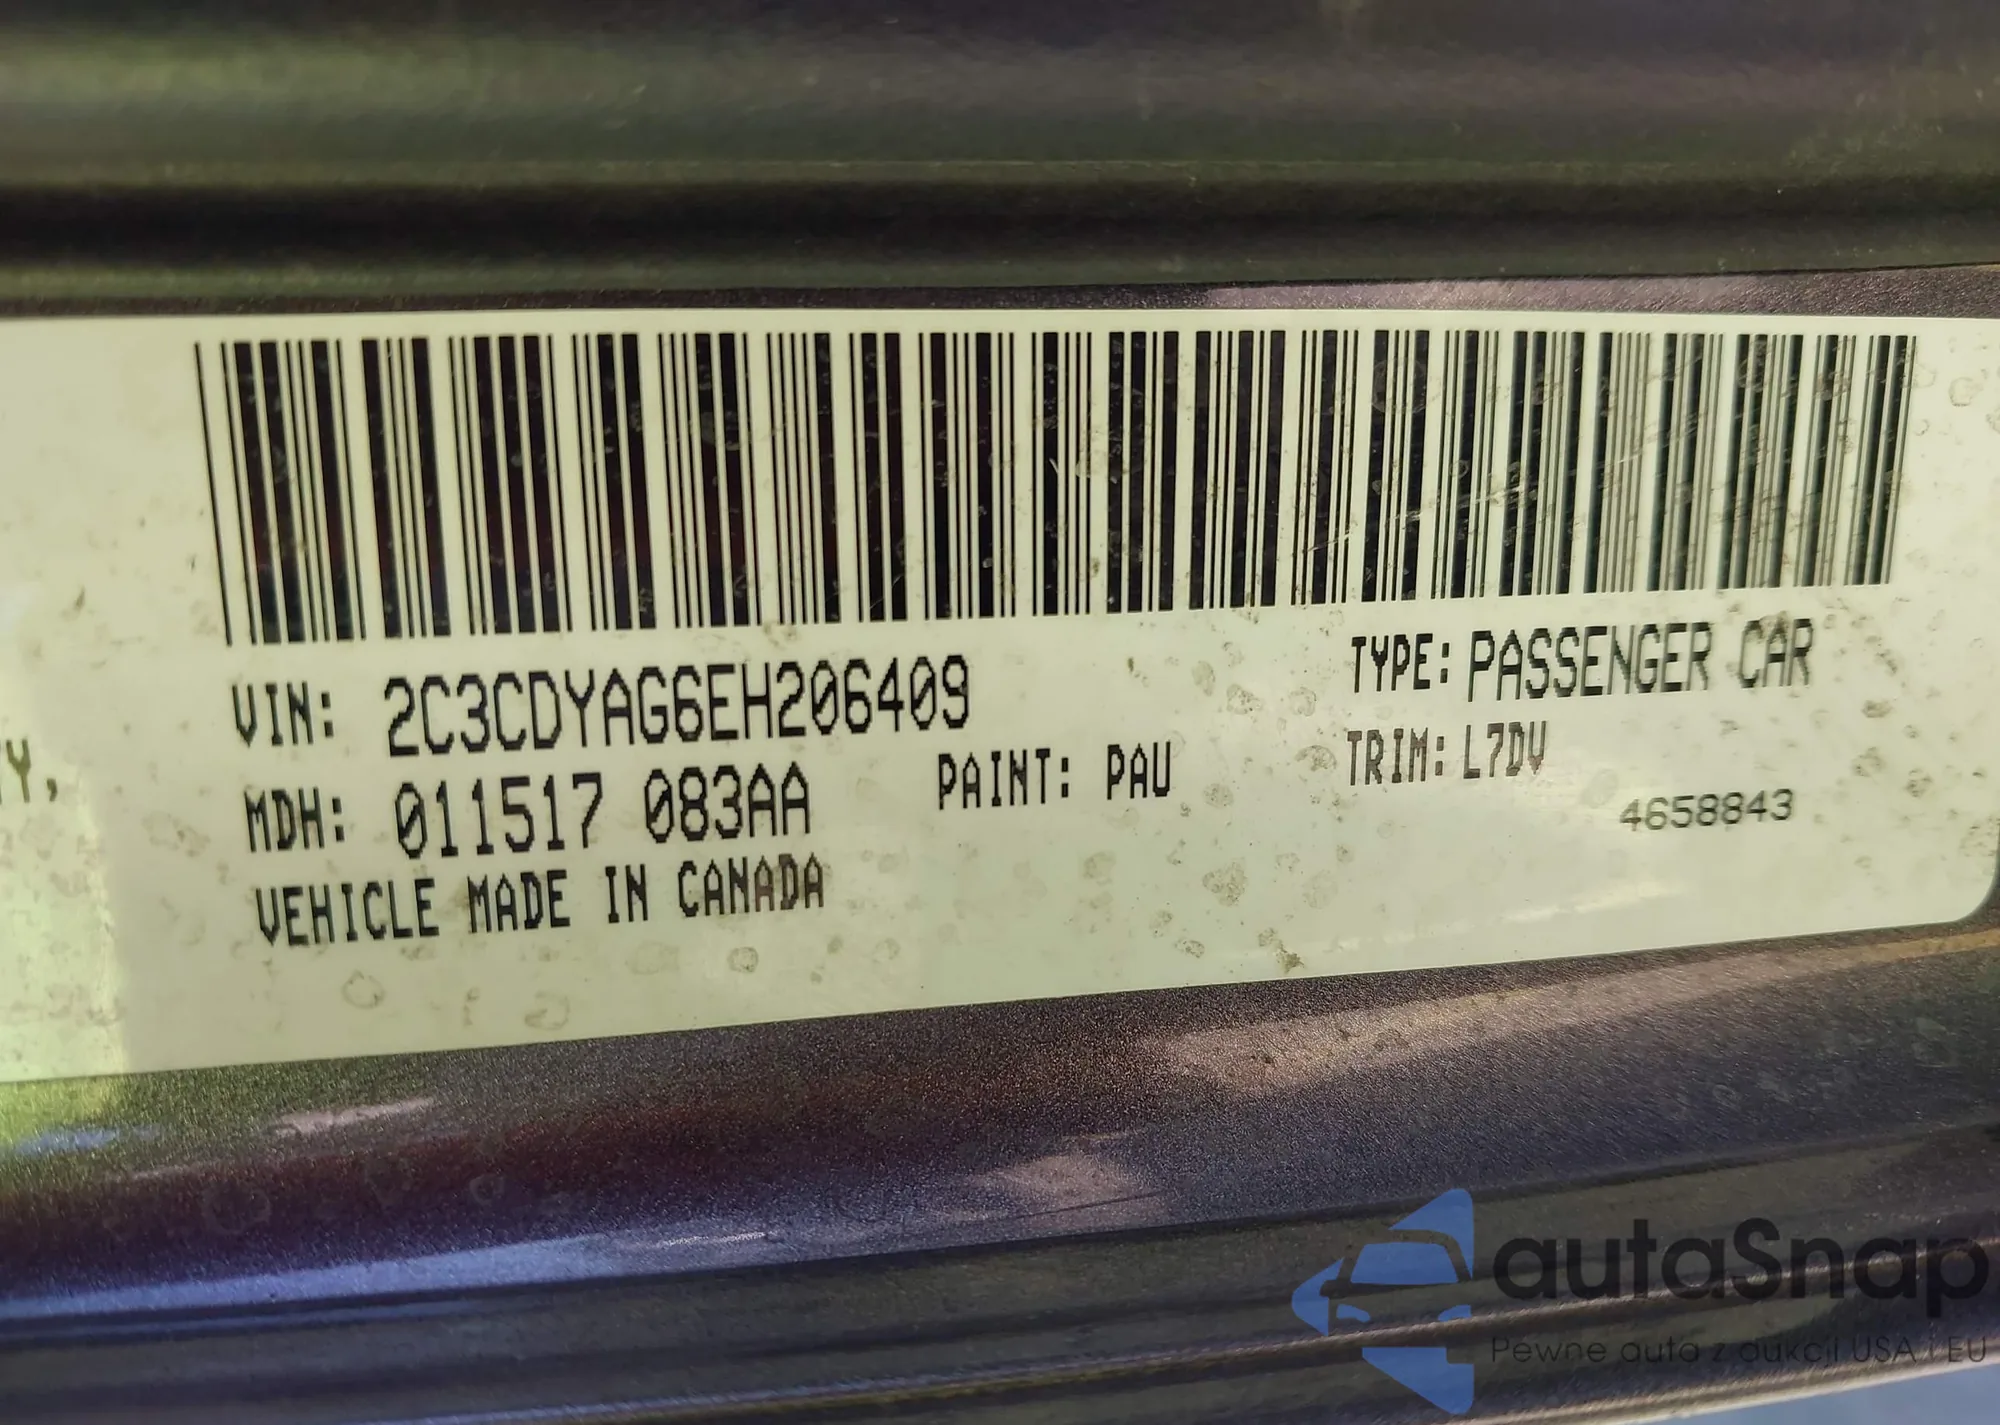 TY,
VIN: 2C3CDYAG6EH206409
TYPE: PASSENGER CAR
MDH: 011517 083AA
PAINT: PAU
TRIM: L7DV
4658843
VEHICLE MADE IN CANADA
autaSnap
Pewne auta z aukcji USA i EU